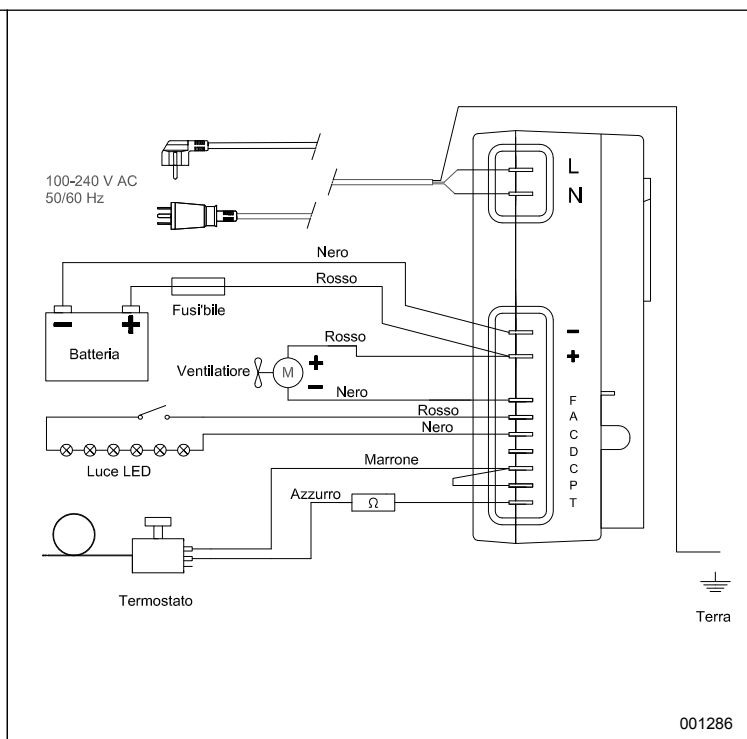 100-240 V AC
50/60 Hz
L
N
Nero
Rosso
Fusi'bile
Batteria
Rosso
Ventilatiore
M
Nero
Rosso
Nero
Luce LED
Marrone
Azzurro
Ω
Termostato
−
+
−
+
+
−
F
A
C
D
C
P
T
Terra
001286